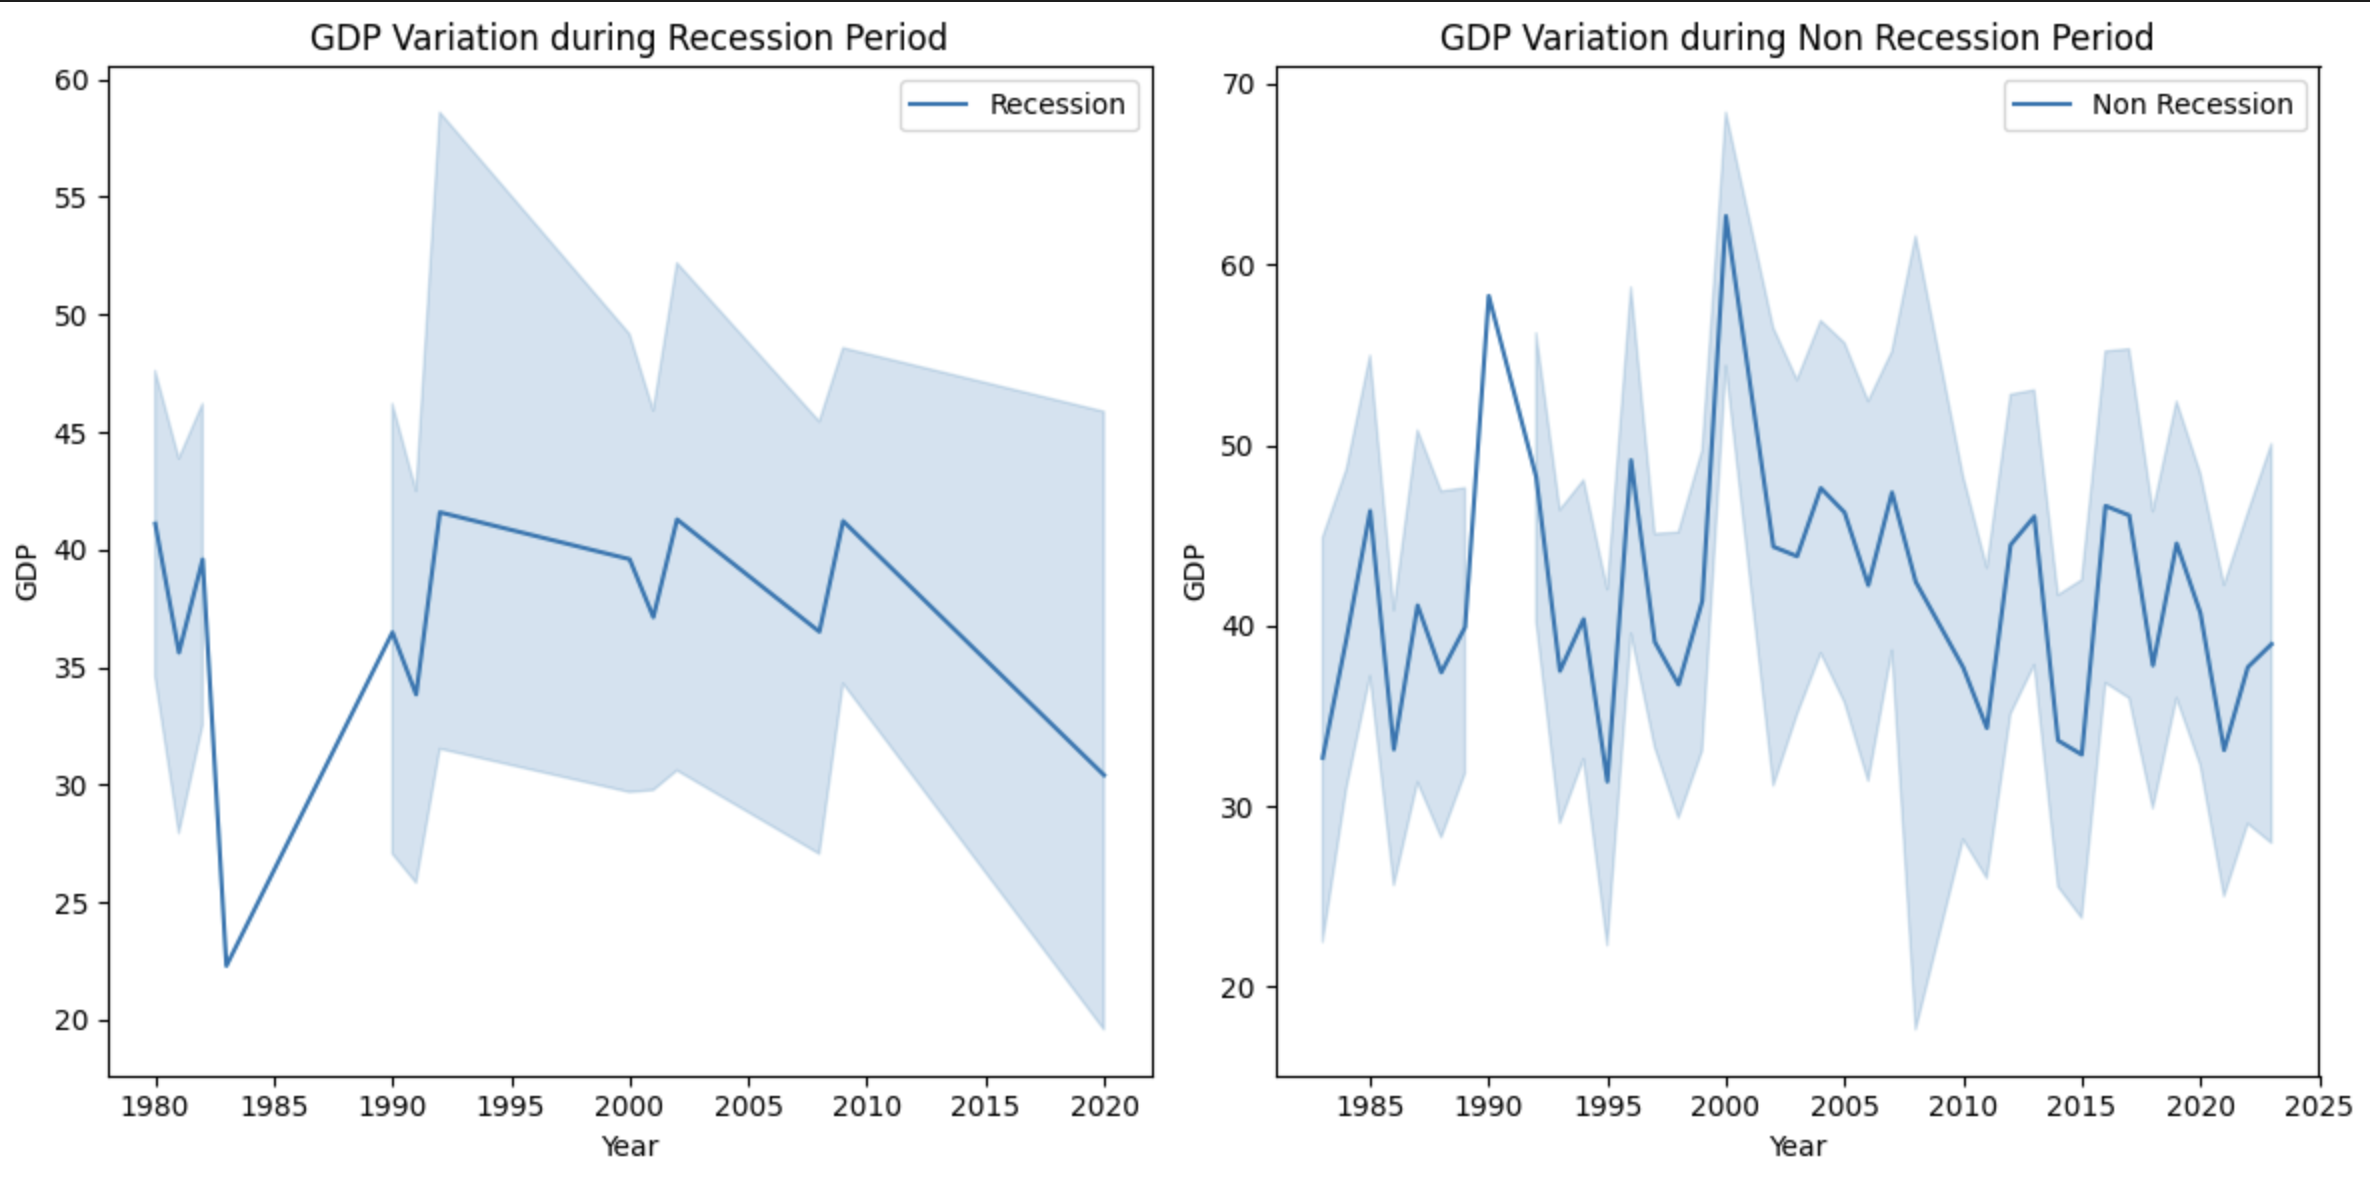 GDP Variation during Recession Period
Recession
60
55
50
45
40
35
30
25
20
GDP
1980 1985 1990 1995 2000 2005 2010 2015 2020
Year
GDP Variation during Non Recession Period
Non Recession
70
60
50
40
30
20
GDP
1985 1990 1995 2000 2005 2010 2015 2020 2025
Year